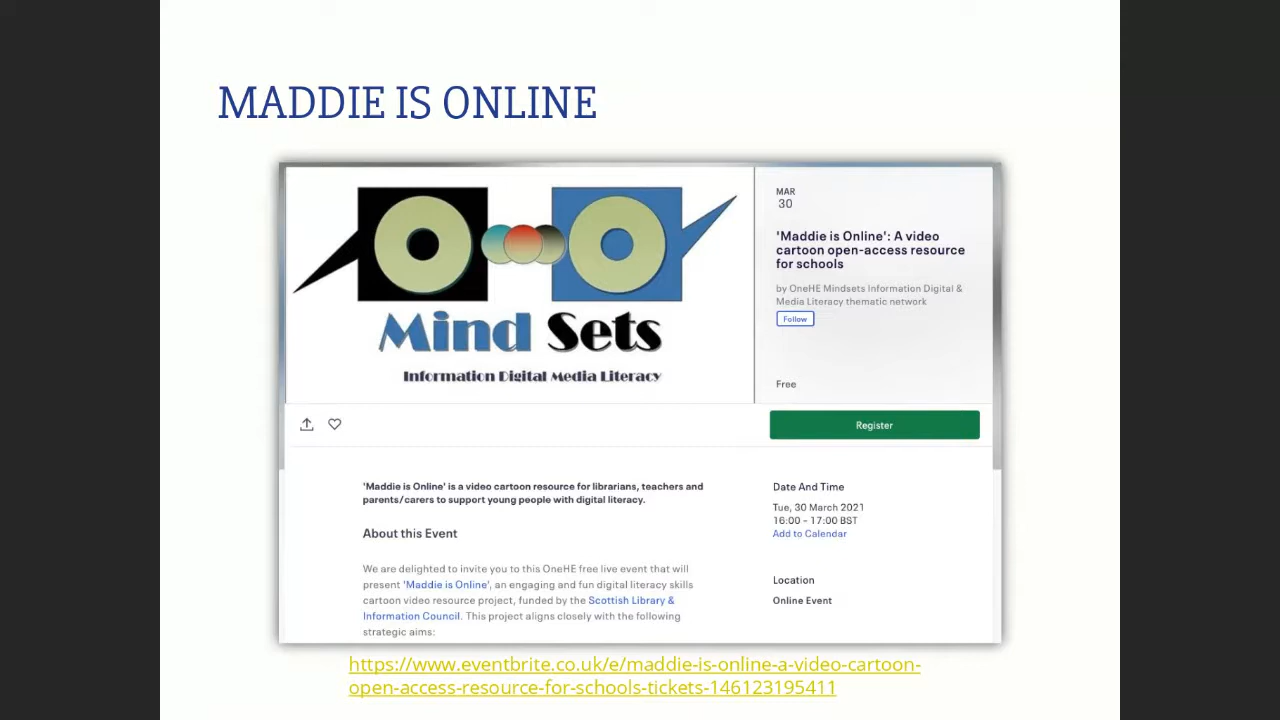 MADDIE IS ONLINE
Mind Sets
Information Digital Media Literacy
MAR
30
'Maddie is Online': A video
cartoon open-access resource
for schools
by OneHE Mindsets Information Digital &
Media Literacy thematic network
Follow
Free
Register
'Maddie is Online' is a video cartoon resource for librarians, teachers and
parents/carers to support young people with digital literacy.
About this Event
We are delighted to invite you to this OneHE free live event that will
present 'Maddie is Online', an engaging and fun digital literacy skills
cartoon video resource project, funded by the Scottish Library &
Information Council. This project aligns closely with the following
strategic aims:
Date And Time
Tue, 30 March 2021
16:00 – 17:00 BST
Add to Calendar
Location
Online Event
https://www.eventbrite.co.uk/e/maddie-is-online-a-video-cartoon-
open-access-resource-for-schools-tickets-146123195411